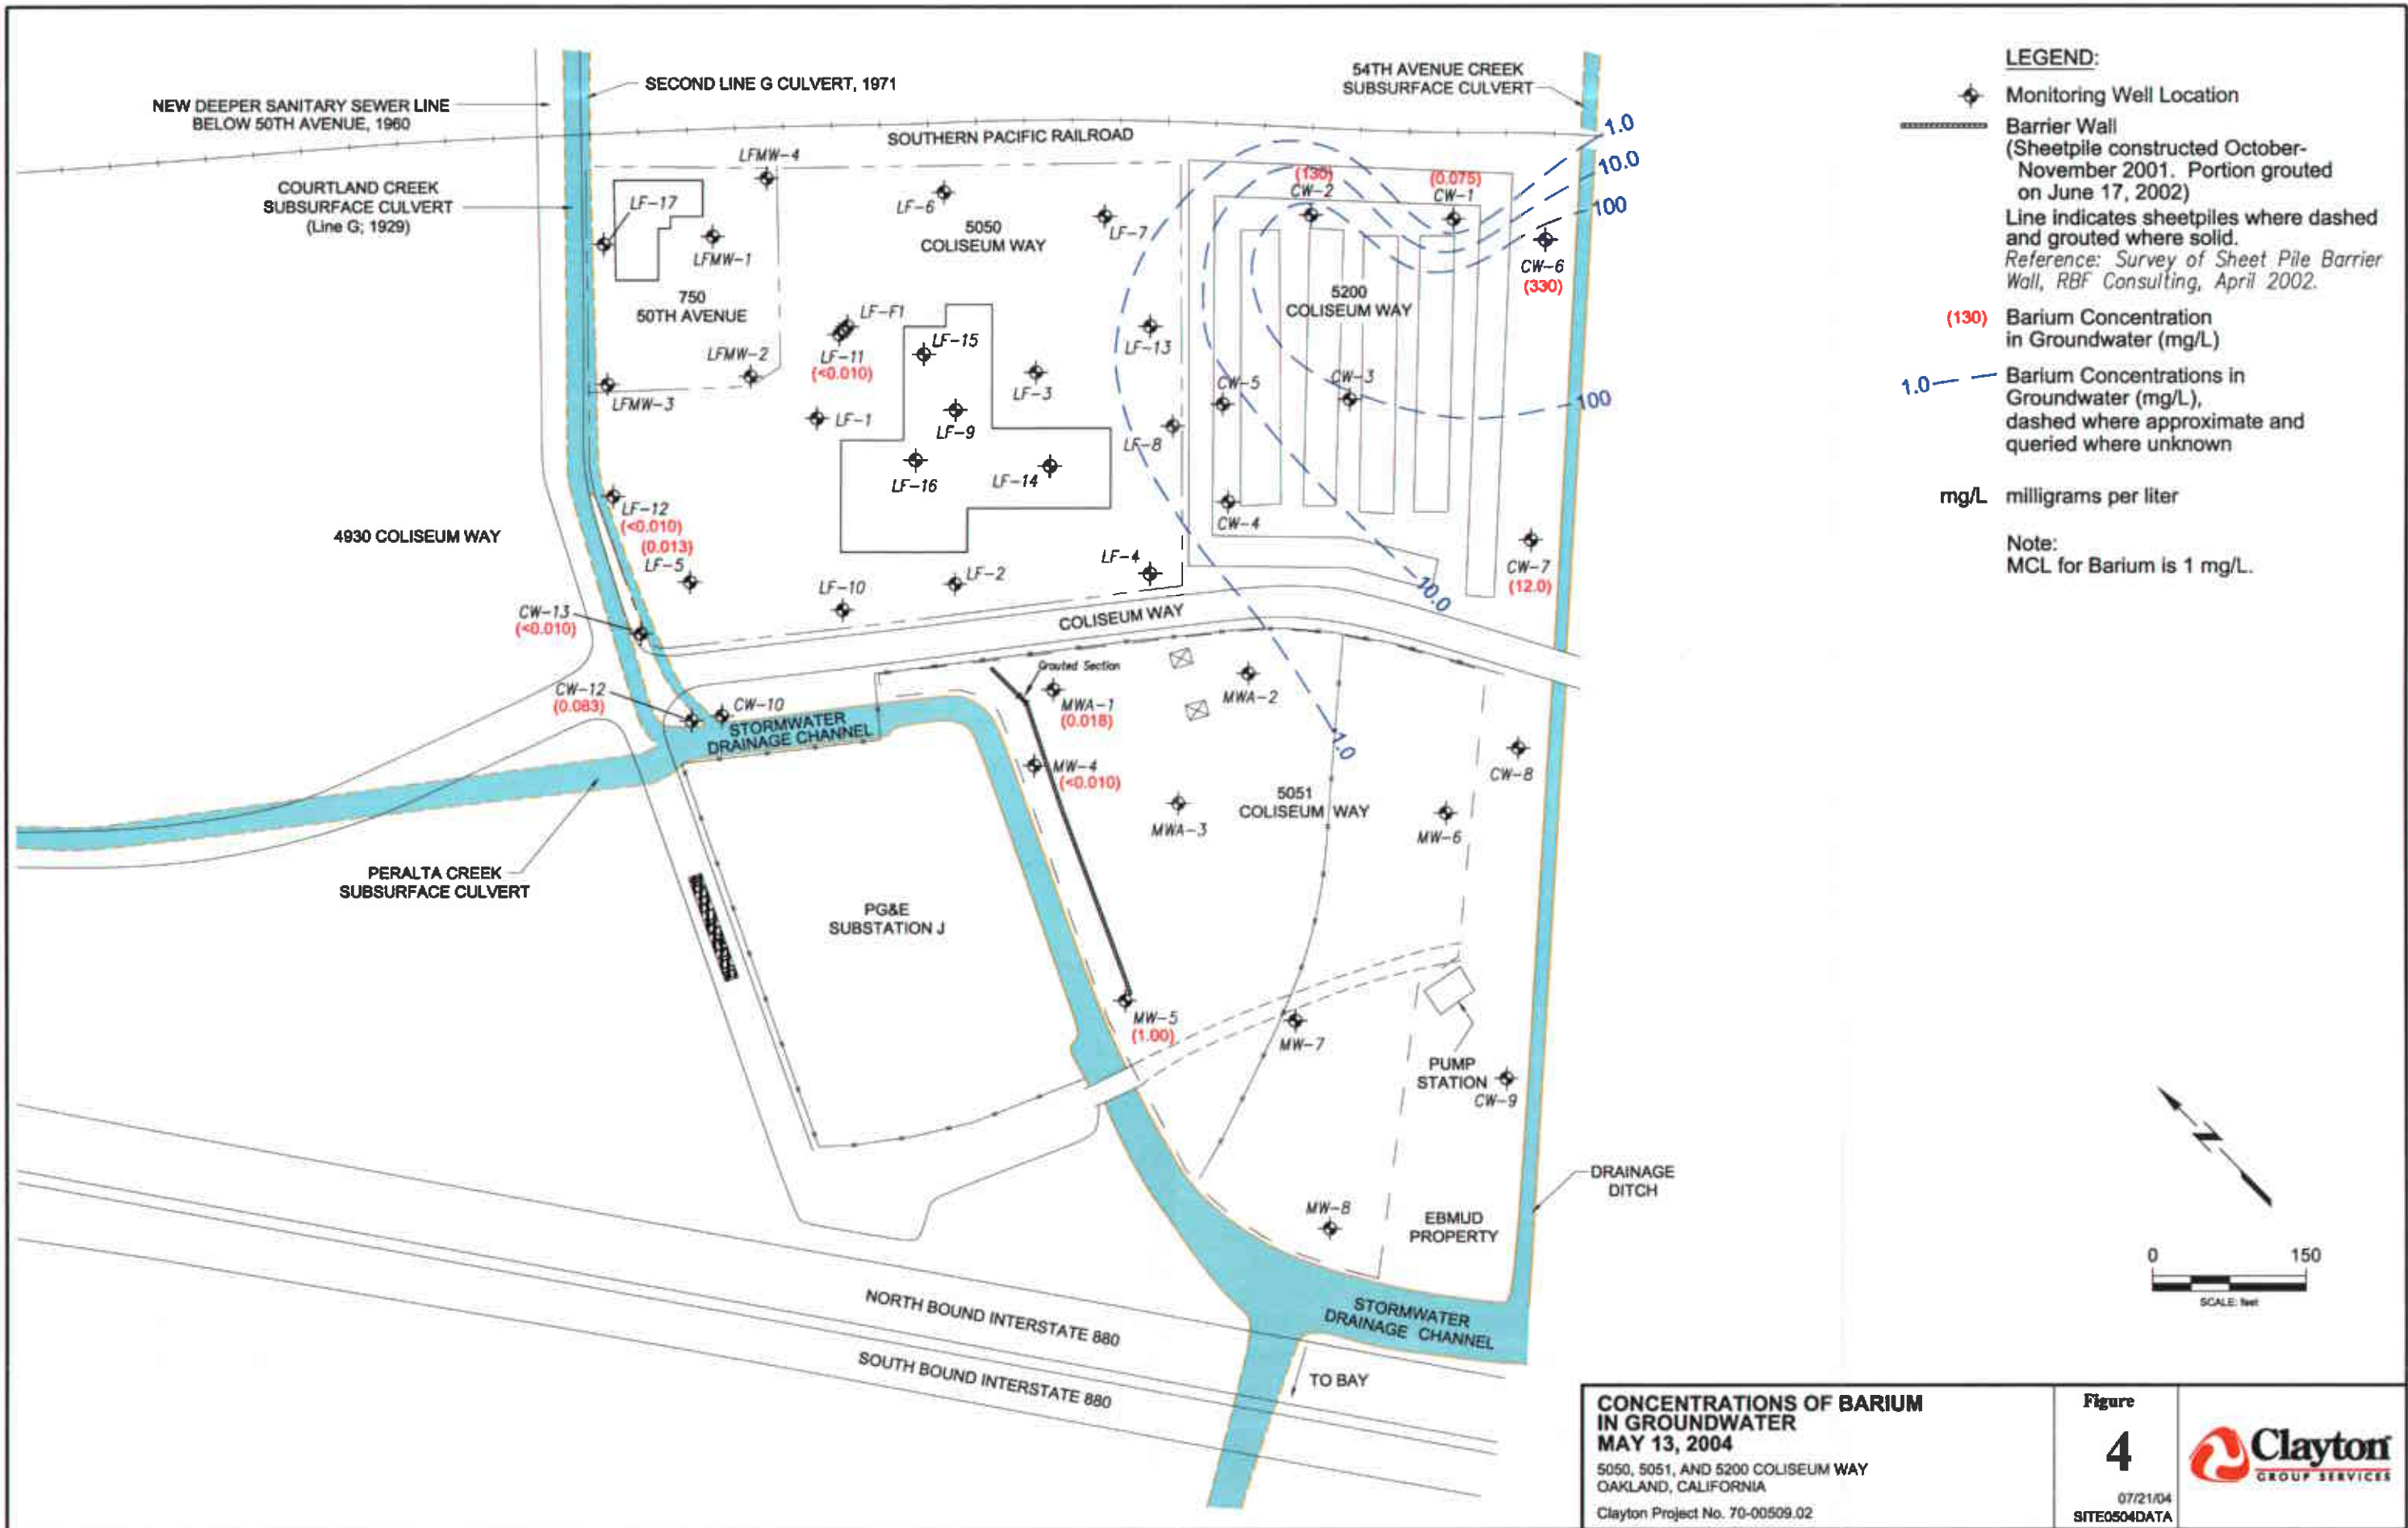 SECOND LINE G CULVERT, 1971
NEW DEEPER SANITARY SEWER LINE
BELOW 50TH AVENUE, 1960
54TH AVENUE CREEK
SUBSURFACE CULVERT
SOUTHERN PACIFIC RAILROAD
COURTLAND CREEK
SUBSURFACE CULVERT
(Line G; 1929)
LFMW-4
LF-17
LFMW-1
750
50TH AVENUE
LFMW-2
LFMW-3
LF-6
5050
COLISEUM WAY
LF-7
LF-F1
LF-11
(<0.010)
LF-15
LF-3
LF-1
LF-9
LF-16
LF-14
LF-13
LF-8
(130)
CW-2
(0.075)
CW-1
1.0
10.0
100
CW-6
(330)
5200
COLISEUM WAY
CW-5
CW-3
100
CW-4
CW-7
(12.0)
10.0
4930 COLISEUM WAY
LF-12
(<0.010)
(0.013)
LF-5
LF-10
LF-2
LF-4
CW-13
(<0.010)
COLISEUM WAY
Grouted Section
CW-12
(0.083)
CW-10
STORMWATER
DRAINAGE CHANNEL
MWA-1
(0.018)
MWA-2
1.0
MW-4
(<0.010)
MWA-3
5051
COLISEUM WAY
CW-8
MW-6
PERALTA CREEK
SUBSURFACE CULVERT
PG&E
SUBSTATION J
MW-5
(1.00)
MW-7
PUMP
STATION
CW-9
DRAINAGE
DITCH
MW-8
EBMUD
PROPERTY
STORMWATER
DRAINAGE CHANNEL
NORTH BOUND INTERSTATE 880
SOUTH BOUND INTERSTATE 880
TO BAY
LEGEND:
Monitoring Well Location
Barrier Wall
(Sheetpile constructed October-
November 2001. Portion grouted
on June 17, 2002)
Line indicates sheetpiles where dashed
and grouted where solid.
Reference: Survey of Sheet Pile Barrier
Wall, RBF Consulting, April 2002.
(130) Barium Concentration
in Groundwater (mg/L)
1.0 Barium Concentrations in
Groundwater (mg/L),
dashed where approximate and
queried where unknown
mg/L milligrams per liter
Note:
MCL for Barium is 1 mg/L.
N
0 150
SCALE: feet
CONCENTRATIONS OF BARIUM
IN GROUNDWATER
MAY 13, 2004
5050, 5051, AND 5200 COLISEUM WAY
OAKLAND, CALIFORNIA
Clayton Project No. 70-00509.02
Figure
4
07/21/04
SITE0504DATA
Clayton
GROUP SERVICES